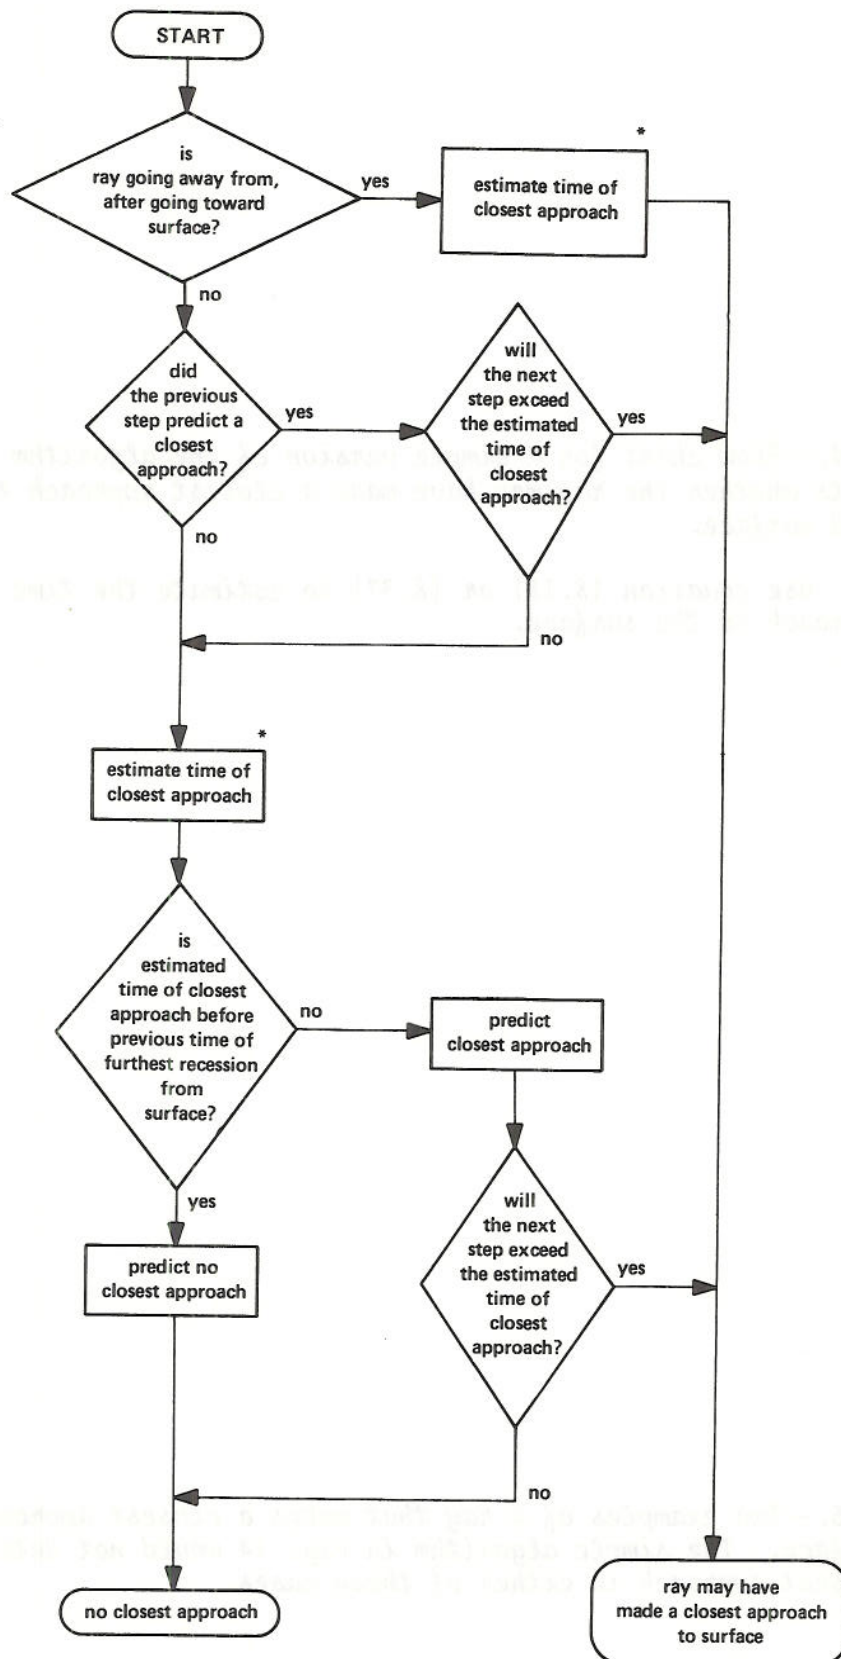 START
is
ray going away from,
after going toward
surface?
yes
*
estimate time of
closest approach
no
did
the previous
step predict a
closest
approach?
yes
will
the next
step exceed
the estimated
time of
closest
approach?
yes
no
no
*
estimate time of
closest approach
is
estimated
time of closest
approach before
previous time of
furthest recession
from
surface?
no
predict
closest approach
yes
will
the next
step exceed
the estimated
time of
closest
approach?
yes
predict no
closest approach
no
no closest approach
ray may have
made a closest approach
to surface